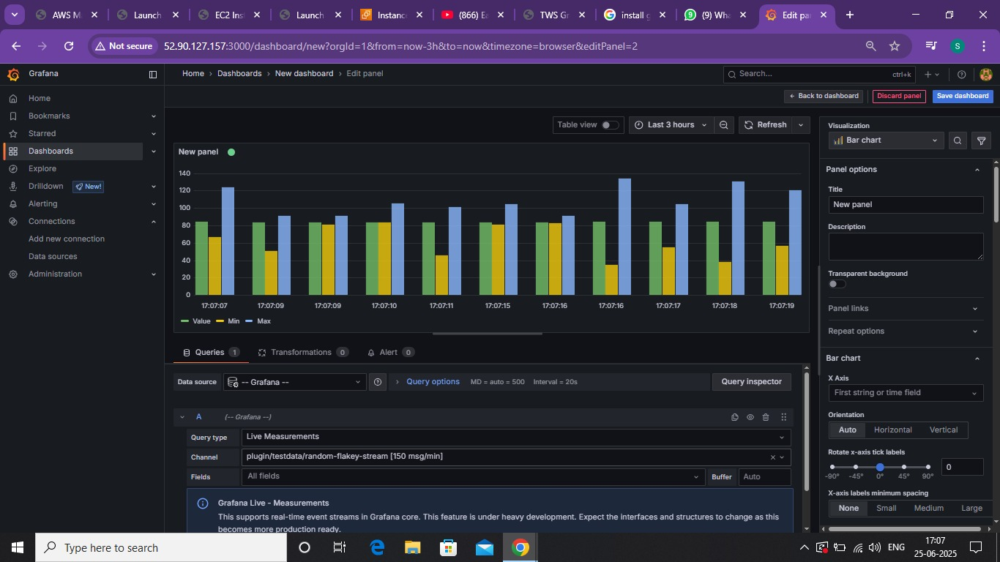 AWS M
Launch
EC2 Ins
Launch
Instanc
(866) Ea
TWS Gr
install g
(9) Wha
Edit pa
Not secure
52.90.127.157:3000/dashboard/new?orgId=1&from=now-3h&to=now&timezone=browser&editPanel=2
S
Grafana
Home › Dashboards › New dashboard › Edit panel
Search...
ctrl+k
Back to dashboard
Discard panel
Save dashboard
Home
Bookmarks
Starred
Dashboards
Explore
Drilldown
New!
Alerting
Connections
Add new connection
Data sources
Administration
Table view
Last 3 hours
Refresh
New panel
140
120
100
80
60
40
20
0
17:07:07 17:07:09 17:07:09 17:07:10 17:07:11 17:07:15 17:07:16 17:07:16 17:07:17 17:07:18 17:07:19
Value Min Max
Queries 1
Transformations 0
Alert 0
Data source
-- Grafana --
Query options
MD = auto = 500
Interval = 20s
Query inspector
A
(-- Grafana --)
Query type
Live Measurements
Channel
plugin/testdata/random-flakey-stream [150 msg/min]
Fields
All fields
Buffer
Auto
Grafana Live - Measurements
This supports real-time event streams in Grafana core. This feature is under heavy development. Expect the interfaces and structures to change as this
becomes more production ready.
Visualization
Bar chart
Panel options
Title
New panel
Description
Transparent background
Panel links
Repeat options
Bar chart
X Axis
First string or time field
Orientation
Auto Horizontal Vertical
Rotate x-axis tick labels
0
-90° -45° 0° 45° 90°
X-axis labels minimum spacing
None Small Medium Large
Type here to search
ENG
17:07
25-06-2025